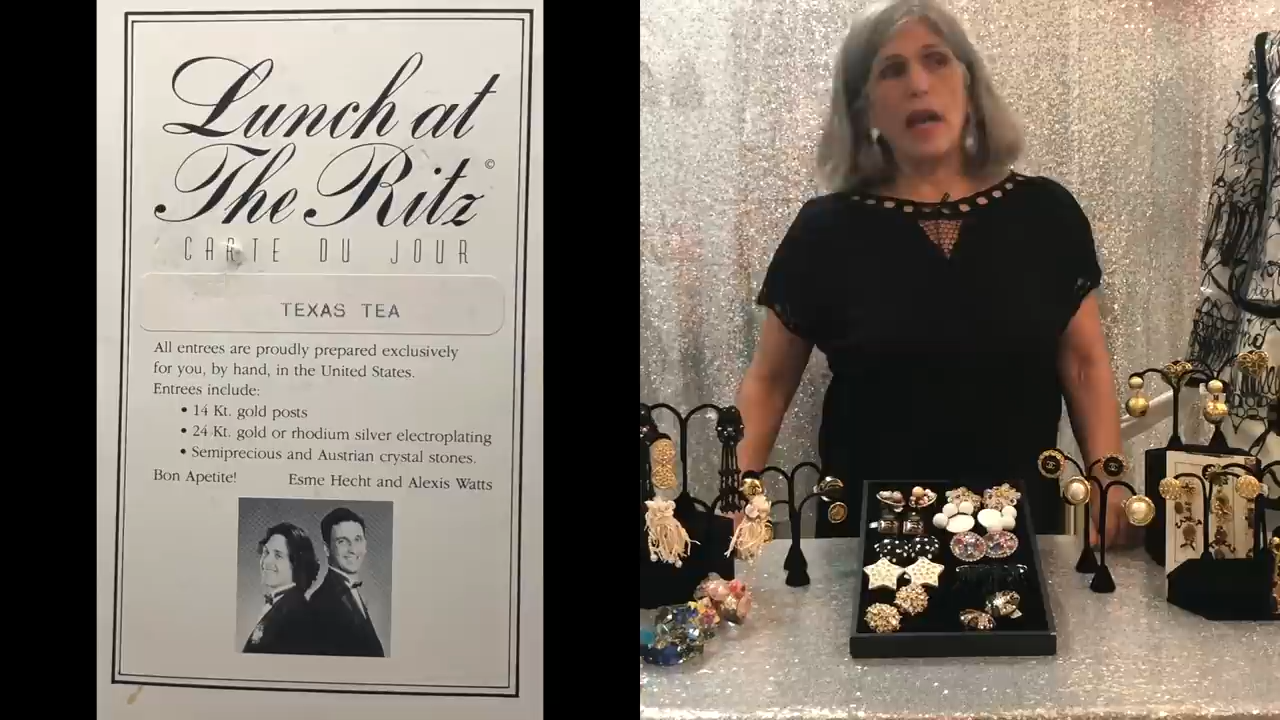 Lunch at
The Ritz ©
CARTE DU JOUR
TEXAS TEA
All entrees are proudly prepared exclusively
for you, by hand, in the United States.
Entrees include:
• 14 Kt. gold posts
• 24 Kt. gold or rhodium silver electroplating
• Semiprecious and Austrian crystal stones.
Bon Apetite! Esme Hecht and Alexis Watts